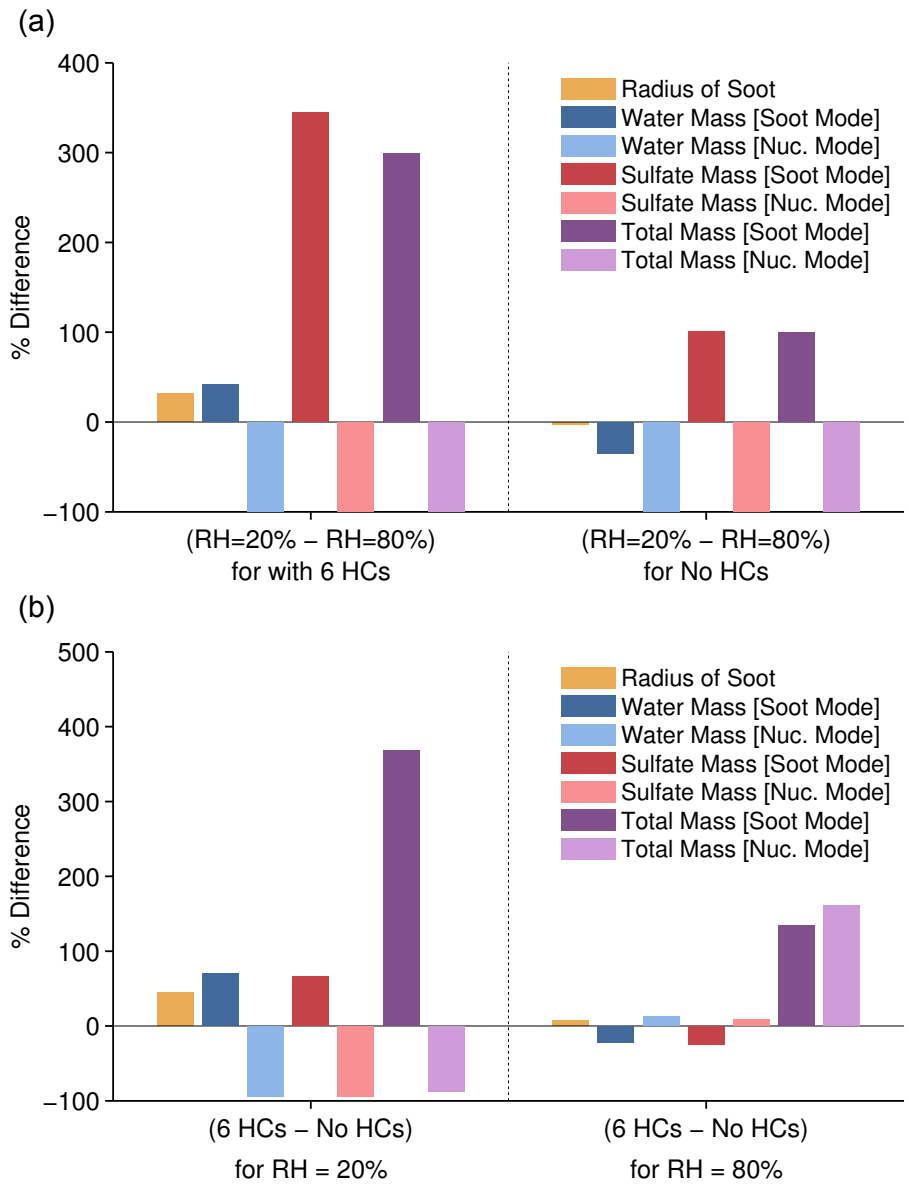 (a)
400
300
200
100
0
−100
% Difference
Radius of Soot
Water Mass [Soot Mode]
Water Mass [Nuc. Mode]
Sulfate Mass [Soot Mode]
Sulfate Mass [Nuc. Mode]
Total Mass [Soot Mode]
Total Mass [Nuc. Mode]
(RH=20% − RH=80%)
for with 6 HCs
(RH=20% − RH=80%)
for No HCs
(b)
500
400
300
200
100
0
−100
% Difference
Radius of Soot
Water Mass [Soot Mode]
Water Mass [Nuc. Mode]
Sulfate Mass [Soot Mode]
Sulfate Mass [Nuc. Mode]
Total Mass [Soot Mode]
Total Mass [Nuc. Mode]
(6 HCs − No HCs)
for RH = 20%
(6 HCs − No HCs)
for RH = 80%